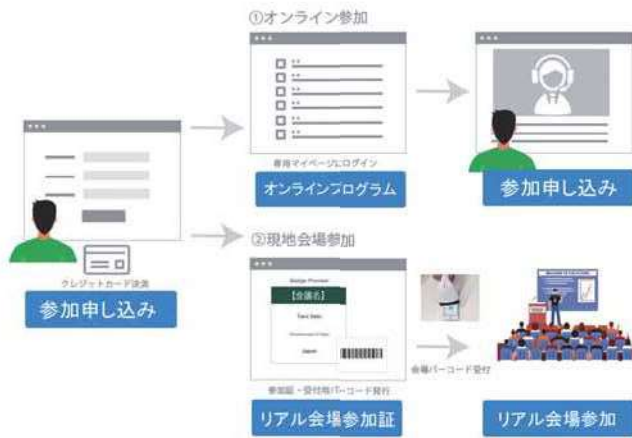 ①オンライン参加
専用マイページにログイン
オンラインプログラム
参加申し込み
クレジットカード決済
参加申し込み
②現地会場参加
Badge Preview
【会議名】
Taro Sato
Japan
参加証・受付用バーコード発行
リアル会場参加証
会場バーコード受付
リアル会場参加